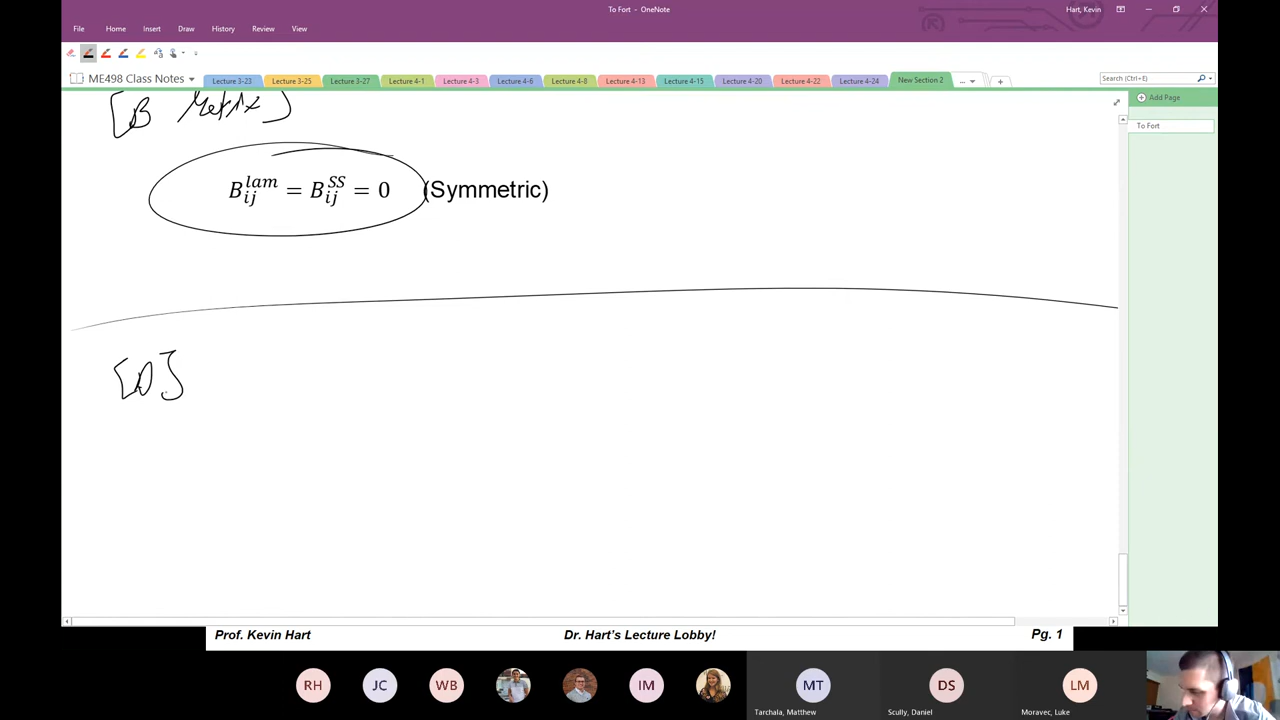 To Fort - OneNote
Hart, Kevin
File Home Insert Draw History Review View
ME498 Class Notes
Lecture 3-23 Lecture 3-25 Lecture 3-27 Lecture 4-1 Lecture 4-3 Lecture 4-6 Lecture 4-8 Lecture 4-13 Lecture 4-15 Lecture 4-20 Lecture 4-22 Lecture 4-24 New Section 2 ... +
Search (Ctrl+E)
Add Page
To Fort
[B Matrix]
B_{ij}^{lam} = B_{ij}^{SS} = 0 (Symmetric)
[D]
Prof. Kevin Hart Dr. Hart's Lecture Lobby! Pg. 1
RH JC WB IM MT DS LM
Tarchala, Matthew Scully, Daniel Moravec, Luke